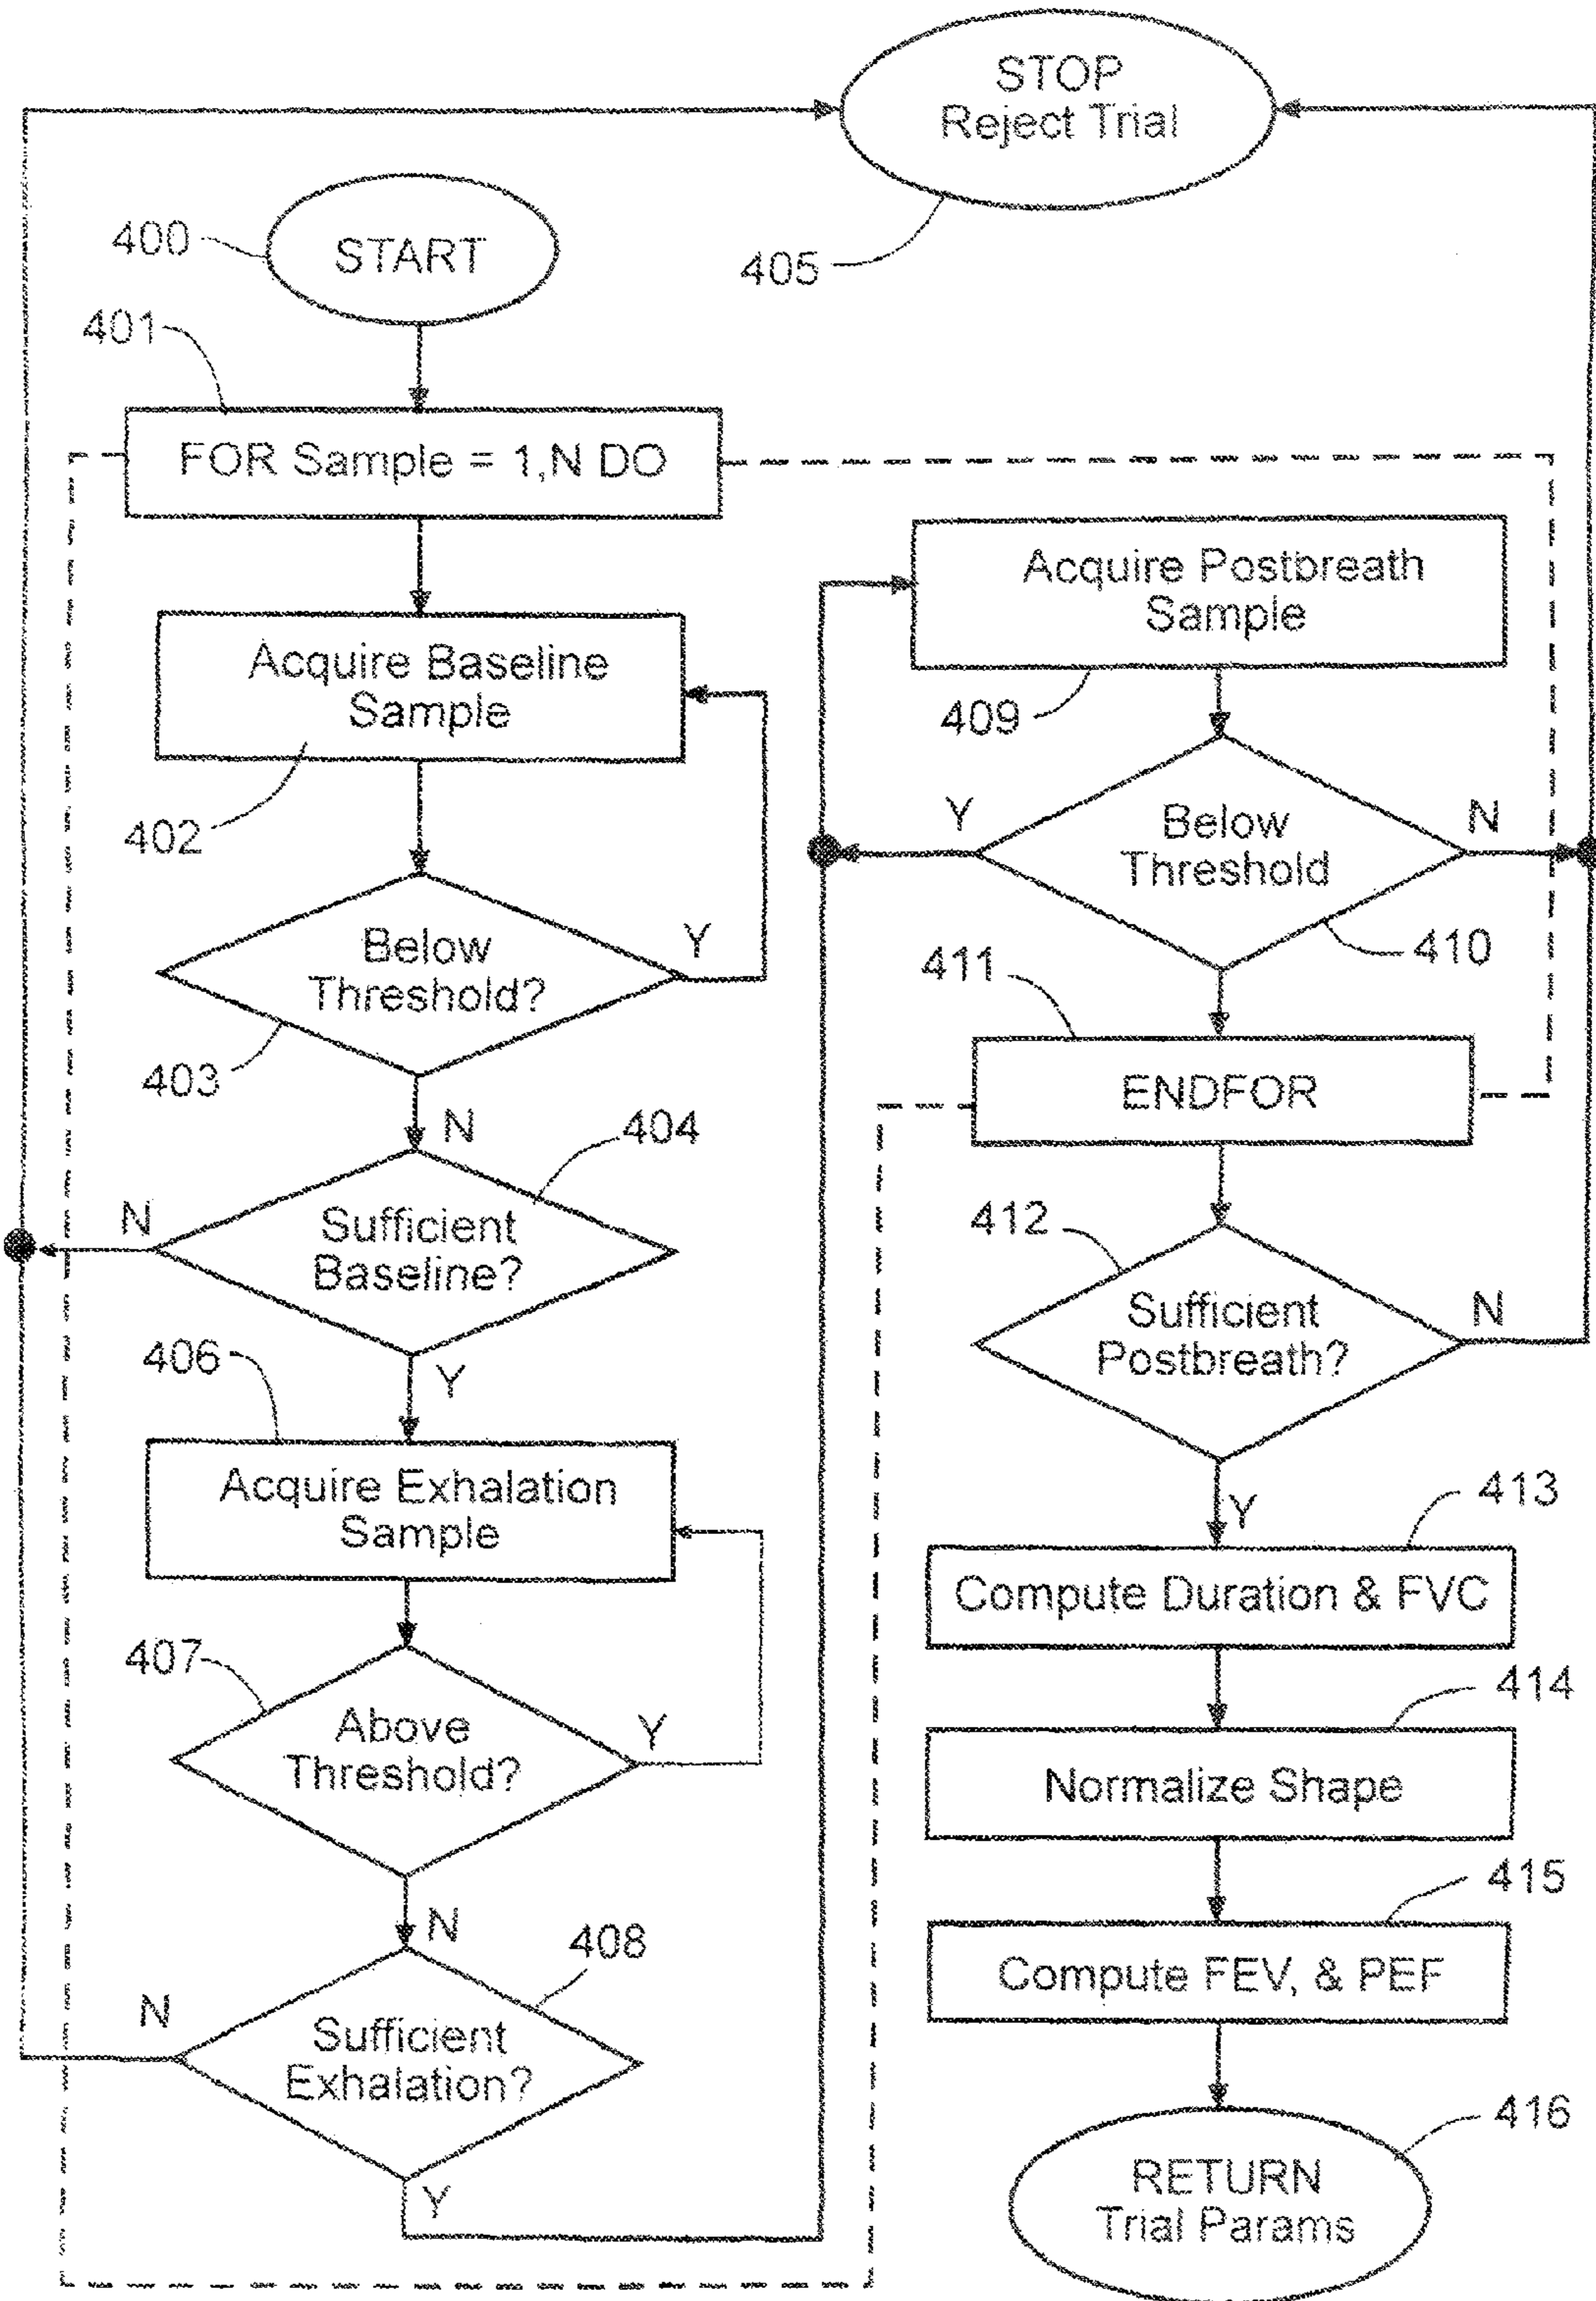 STOP
Reject Trial
405
400
START
401
FOR Sample = 1,N DO
Acquire Baseline
Sample
402
Below
Threshold?
Y
403
N
404
Sufficient
Baseline?
N
Y
406
Acquire Exhalation
Sample
407
Above
Threshold?
Y
N
408
Sufficient
Exhalation?
N
Y
Acquire Postbreath
Sample
409
Y
Below
Threshold
N
410
411
ENDFOR
412
Sufficient
Postbreath?
N
Y
413
Compute Duration & FVC
414
Normalize Shape
415
Compute FEV, & PEF
416
RETURN
Trial Params